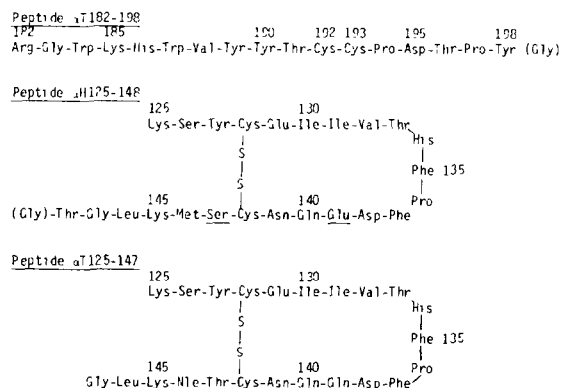 Peptide αT182-198
182 185 190 192 193 195 198
Arg-Gly-Trp-Lys-His-Trp-Val-Tyr-Tyr-Thr-Cys-Cys-Pro-Asp-Thr-Pro-Tyr (Gly)
Peptide αH125-148
125 130
Lys-Ser-Tyr-Cys-Glu-Ile-Ile-Val-Thr
His
S
Phe 135
S
Pro
145 140
(Gly)-Thr-Gly-Leu-Lys-Met-Ser-Cys-Asn-Gln-Glu-Asp-Phe
Peptide αT125-147
125 130
Lys-Ser-Tyr-Cys-Glu-Ile-Ile-Val-Thr
His
S
Phe 135
S
Pro
145 140
Gly-Leu-Lys-Nle-Thr-Cys-Asn-Gln-Gln-Asp-Phe